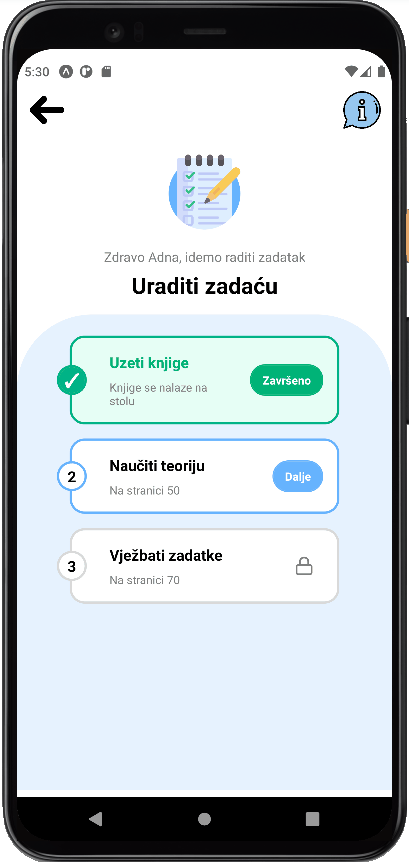 5:30
i
Zdravo Adna, idemo raditi zadatak
Uraditi zadaću
Uzeti knjige
Knjige se nalaze na
stolu
Završeno
2
Naučiti teoriju
Na stranici 50
Dalje
3
Vježbati zadatke
Na stranici 70